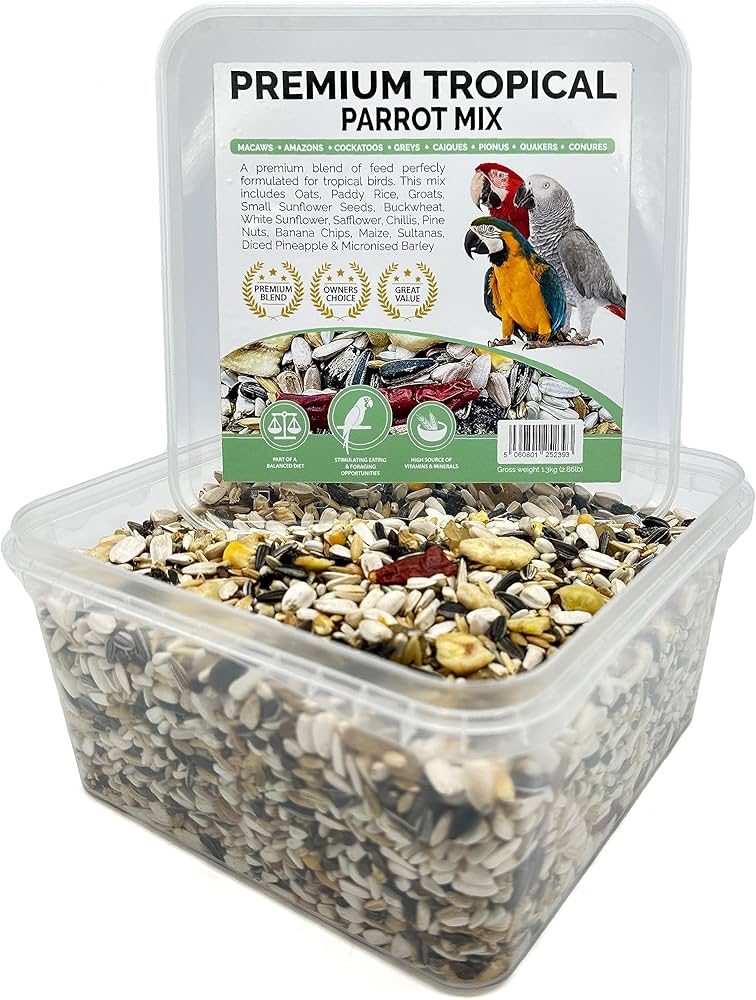 PREMIUM TROPICAL
PARROT MIX
MACAWS • AMAZONS • COCKATOOS • GREYS • CAIQUES • PIONUS • QUAKERS • CONURES
A premium blend of feed perfecly
formulated for tropical birds. This mix
includes Oats, Paddy Rice, Groats,
Small Sunflower Seeds, Buckwheat,
White Sunflower, Safflower, Chillis, Pine
Nuts, Banana Chips, Maize, Sultanas,
Diced Pineapple & Micronised Barley
PREMIUM
BLEND
OWNERS
CHOICE
GREAT
VALUE
PART OF A
BALANCED DIET
STIMULATING EATING
& FORAGING
OPPORTUNITIES
HIGH SOURCE OF
VITAMINS & MINERALS
5 060801 252393
Gross weight 1.3kg (2.86lb)